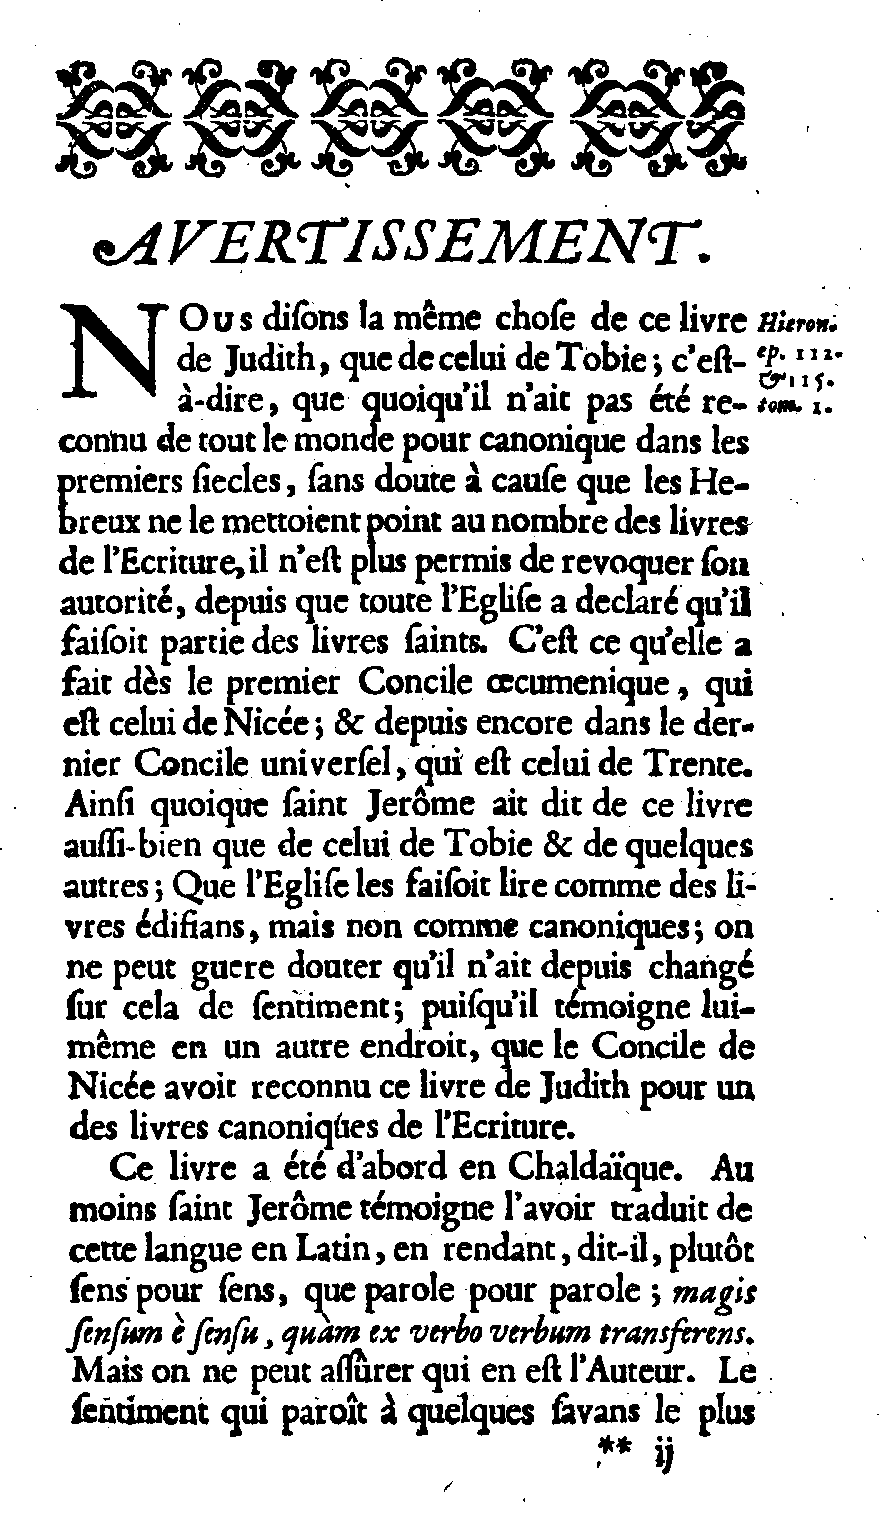 AVERTISSEMENT.
NOus diſons la même choſe de ce livre
de Judith, que de celui de Tobie; c'eſt-
à-dire, que quoiqu'il n'ait pas été re-
connu de tout le monde pour canonique dans les
premiers ſiecles, ſans doute à cauſe que les He-
breux ne le mettoient point au nombre des livres
de l'Ecriture, il n'eſt plus permis de revoquer ſon
autorité, depuis que toute l'Egliſe a declaré qu'il
faiſoit partie des livres ſaints. C'eſt ce qu'elle a
fait dès le premier Concile œcumenique, qui
eſt celui de Nicée; & depuis encore dans le der-
nier Concile univerſel, qui eſt celui de Trente.
Ainſi quoique ſaint Jerôme ait dit de ce livre
auſſi-bien que de celui de Tobie & de quelques
autres; Que l'Egliſe les faiſoit lire comme des li-
vres édifians, mais non comme canoniques; on
ne peut guere douter qu'il n'ait depuis changé
ſur cela de ſentiment; puiſqu'il témoigne lui-
même en un autre endroit, que le Concile de
Nicée avoit reconnu ce livre de Judith pour un
des livres canoniques de l'Ecriture.
Ce livre a été d'abord en Chaldaïque. Au
moins ſaint Jerôme témoigne l'avoir traduit de
cette langue en Latin, en rendant, dit-il, plutôt
ſens pour ſens, que parole pour parole; magis
ſenſum è ſenſu, quàm ex verbo verbum transferens.
Mais on ne peut aſſûrer qui en eſt l'Auteur. Le
ſentiment qui paroît à quelques ſavans le plus
** ij
Hieron.
ep. 111.
& 115.
tom. 1.